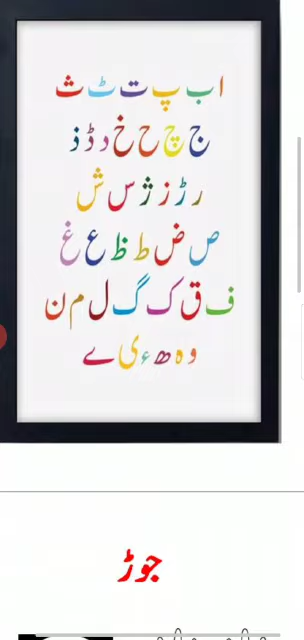 ا ب پ ت ٹ ث
ج چ ح خ د ڈ ذ
ر ڑ ز ژ س ش
ص ض ط ظ ع غ
ف ق ک گ ل م ن
و ہ ھ ء ی ے
جوڑ